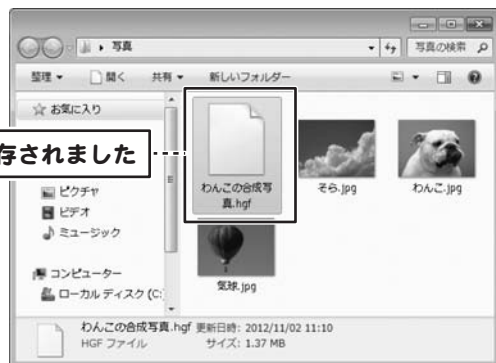 写真
写真の検索
整理
開く
共有
新しいフォルダー
お気に入り
存されました
ピクチャ
ビデオ
ミュージック
コンピューター
ローカル ディスク (C:
わんこの合成写
真.hgf
そら.jpg
わんこ.jpg
気球.jpg
わんこの合成写真.hgf 更新日時: 2012/11/02 11:10
HGF ファイル サイズ: 1.37 MB